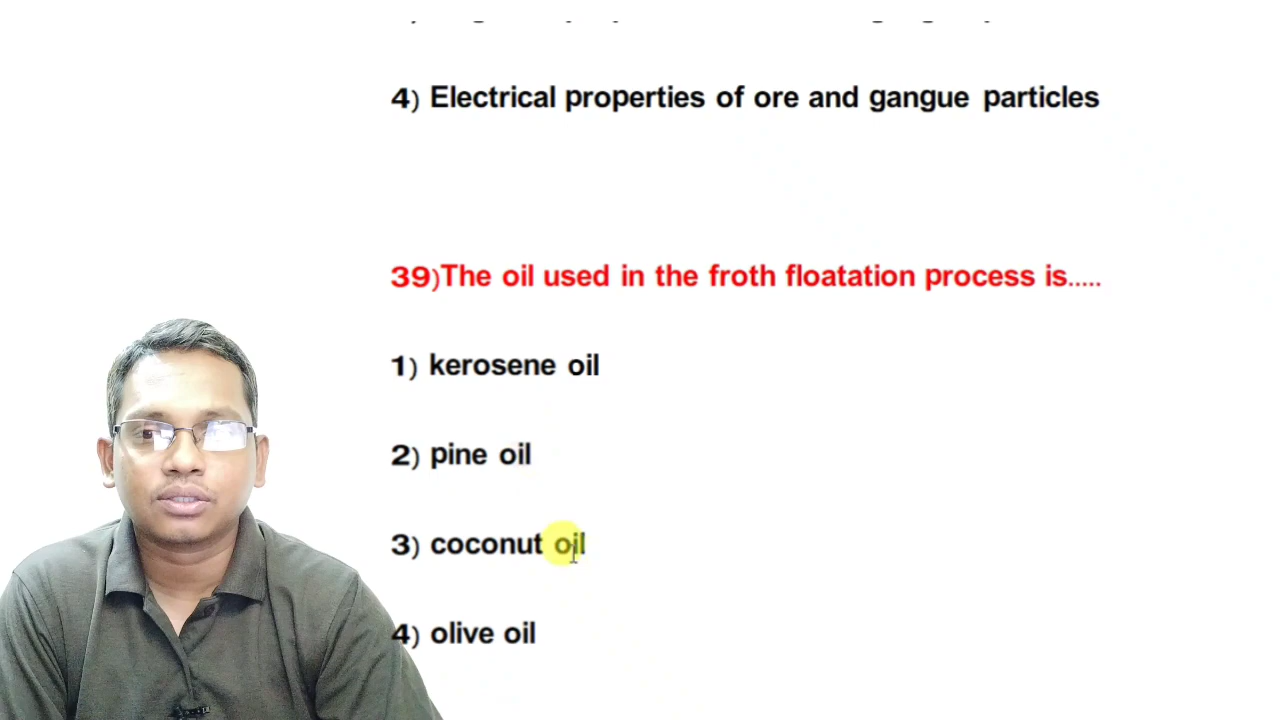 4) Electrical properties of ore and gangue particles
39)The oil used in the froth floatation process is.....
1) kerosene oil
2) pine oil
3) coconut oil
4) olive oil